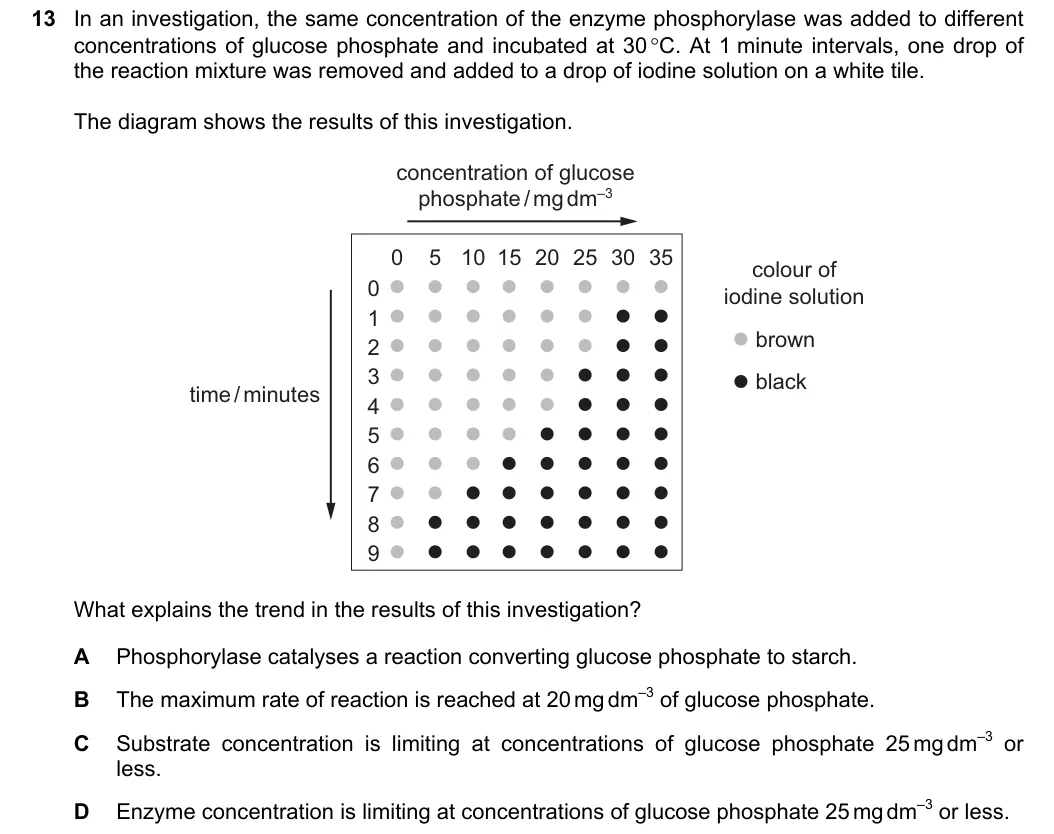 13 In an investigation, the same concentration of the enzyme phosphorylase was added to different
concentrations of glucose phosphate and incubated at 30 °C. At 1 minute intervals, one drop of
the reaction mixture was removed and added to a drop of iodine solution on a white tile.
The diagram shows the results of this investigation.
concentration of glucose
phosphate / mg dm⁻³
0 5 10 15 20 25 30 35
0
1
2
3
4
5
6
7
8
9
time / minutes
colour of
iodine solution
brown
black
What explains the trend in the results of this investigation?
A Phosphorylase catalyses a reaction converting glucose phosphate to starch.
B The maximum rate of reaction is reached at 20 mg dm⁻³ of glucose phosphate.
C Substrate concentration is limiting at concentrations of glucose phosphate 25 mg dm⁻³ or
less.
D Enzyme concentration is limiting at concentrations of glucose phosphate 25 mg dm⁻³ or less.